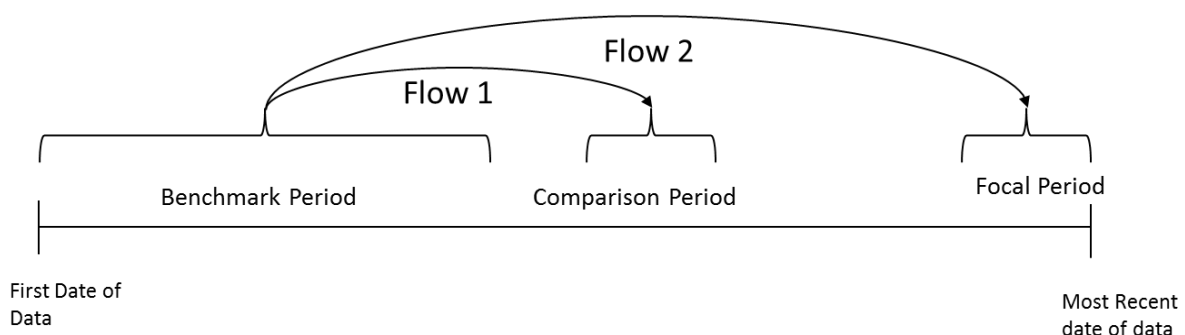 Flow 2
Flow 1
Benchmark Period
Comparison Period
Focal Period
First Date of
Data
Most Recent
date of data